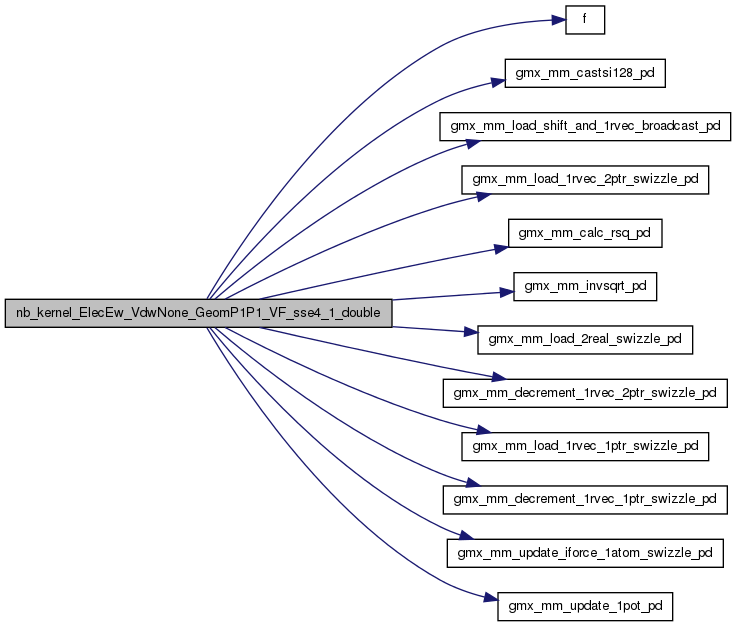 f
gmx_mm_castsi128_pd
gmx_mm_load_shift_and_1rvec_broadcast_pd
gmx_mm_load_1rvec_2ptr_swizzle_pd
gmx_mm_calc_rsq_pd
gmx_mm_invsqrt_pd
nb_kernel_ElecEw_VdwNone_GeomP1P1_VF_sse4_1_double
gmx_mm_load_2real_swizzle_pd
gmx_mm_decrement_1rvec_2ptr_swizzle_pd
gmx_mm_load_1rvec_1ptr_swizzle_pd
gmx_mm_decrement_1rvec_1ptr_swizzle_pd
gmx_mm_update_iforce_1atom_swizzle_pd
gmx_mm_update_1pot_pd